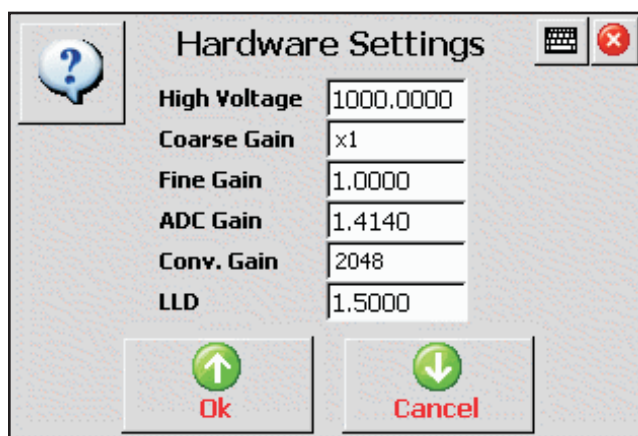 Hardware Settings
High Voltage 1000.0000
Coarse Gain x1
Fine Gain 1.0000
ADC Gain 1.4140
Conv. Gain 2048
LLD 1.5000
Ok Cancel